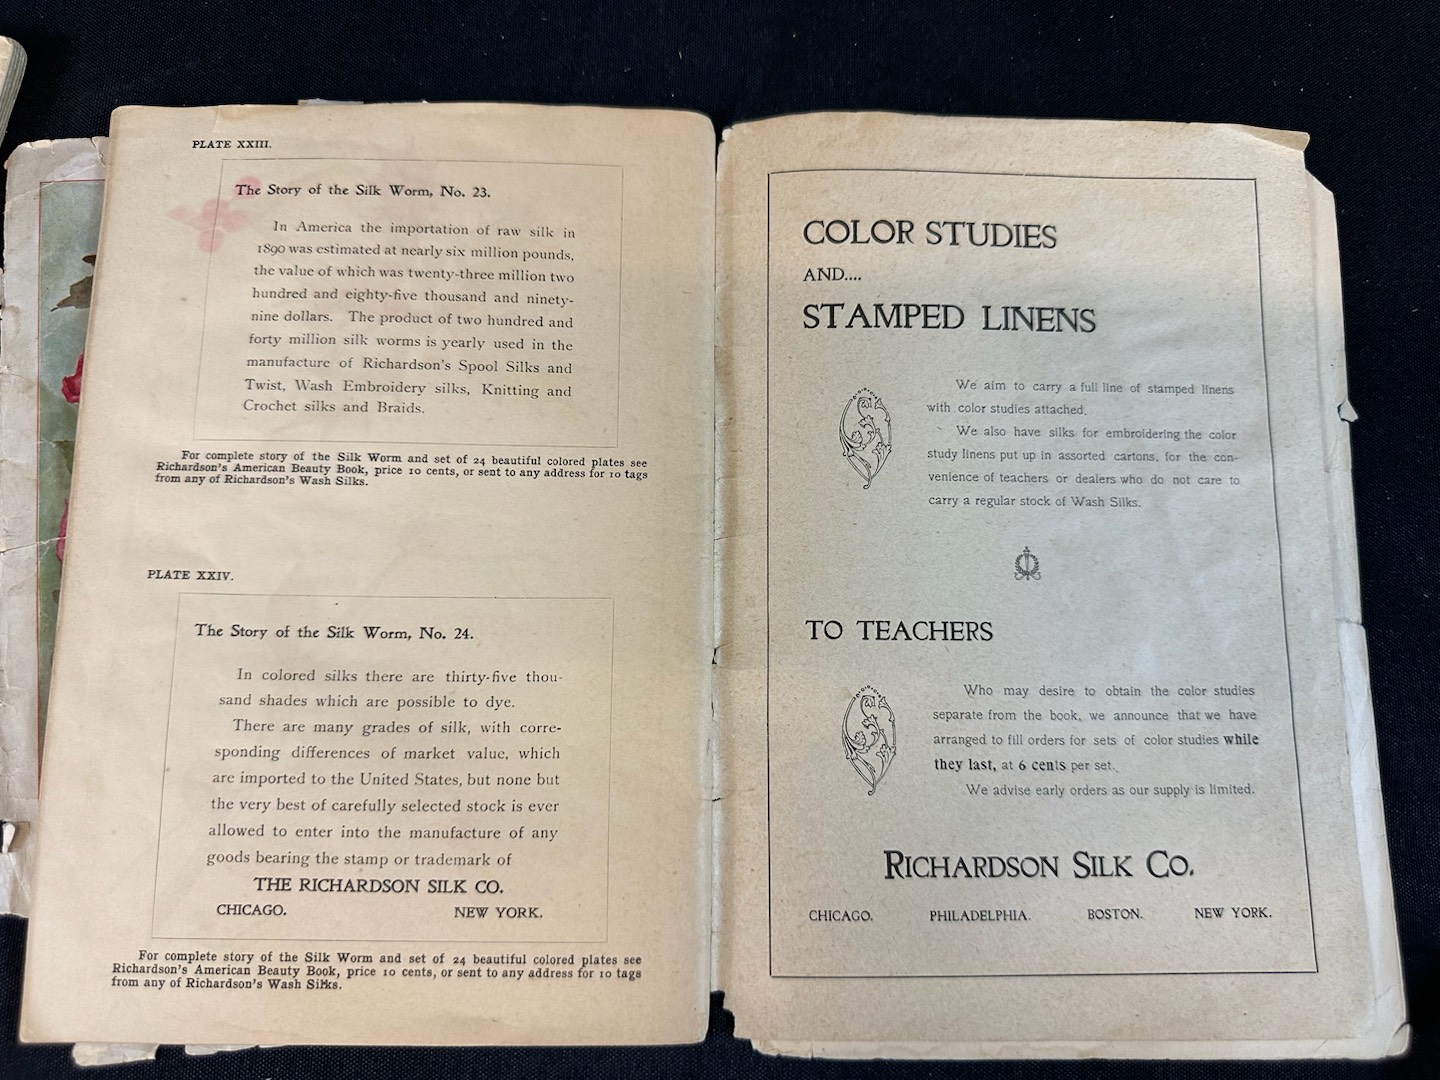 PLATE XXIII.
The Story of the Silk Worm, No. 23.
In America the importation of raw silk in
1890 was estimated at nearly six million pounds,
the value of which was twenty-three million two
hundred and eighty-five thousand and ninety-
nine dollars. The product of two hundred and
forty million silk worms is yearly used in the
manufacture of Richardson's Spool Silks and
Twist, Wash Embroidery silks, Knitting and
Crochet silks and Braids.
For complete story of the Silk Worm and set of 24 beautiful colored plates see
Richardson's American Beauty Book, price 10 cents, or sent to any address for 10 tags
from any of Richardson's Wash Silks.
PLATE XXIV.
The Story of the Silk Worm, No. 24.
In colored silks there are thirty-five thou-
sand shades which are possible to dye.
There are many grades of silk, with corre-
sponding differences of market value, which
are imported to the United States, but none but
the very best of carefully selected stock is ever
allowed to enter into the manufacture of any
goods bearing the stamp or trademark of
THE RICHARDSON SILK CO.
CHICAGO. NEW YORK.
For complete story of the Silk Worm and set of 24 beautiful colored plates see
Richardson's American Beauty Book, price 10 cents, or sent to any address for 10 tags
from any of Richardson's Wash Silks.
COLOR STUDIES
AND....
STAMPED LINENS
We aim to carry a full line of stamped linens
with color studies attached.
We also have silks for embroidering the color
study linens put up in assorted cartons, for the con-
venience of teachers or dealers who do not care to
carry a regular stock of Wash Silks.
TO TEACHERS
Who may desire to obtain the color studies
separate from the book, we announce that we have
arranged to fill orders for sets of color studies while
they last, at 6 cents per set.
We advise early orders as our supply is limited.
RICHARDSON SILK CO.
CHICAGO. PHILADELPHIA. BOSTON. NEW YORK.